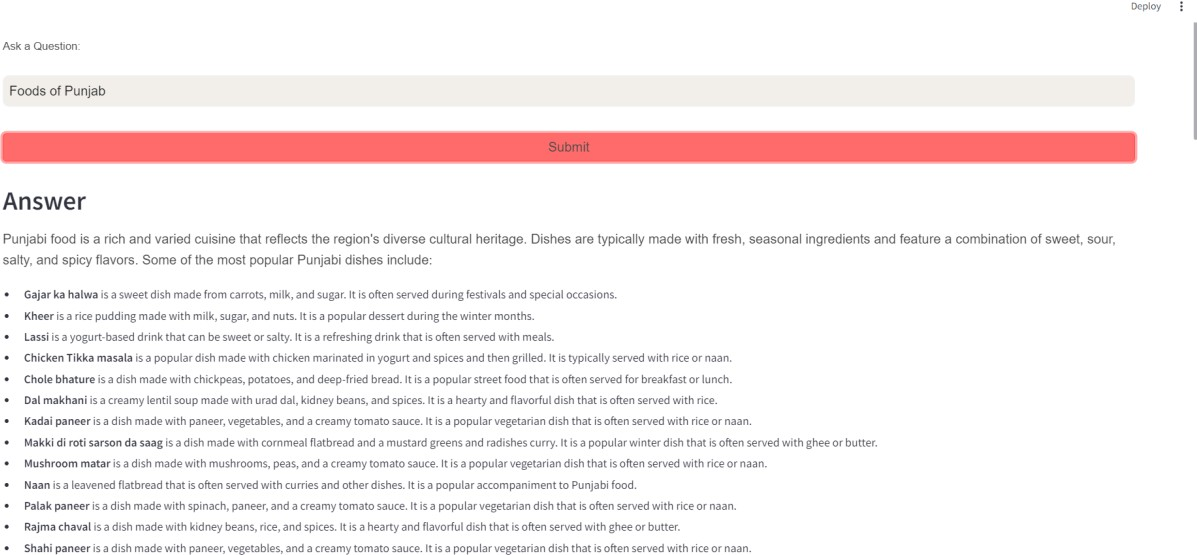 Deploy
Ask a Question:
Foods of Punjab
Submit
Answer
Punjabi food is a rich and varied cuisine that reflects the region's diverse cultural heritage. Dishes are typically made with fresh, seasonal ingredients and feature a combination of sweet, sour,
salty, and spicy flavors. Some of the most popular Punjabi dishes include:
• Gajar ka halwa is a sweet dish made from carrots, milk, and sugar. It is often served during festivals and special occasions.
• Kheer is a rice pudding made with milk, sugar, and nuts. It is a popular dessert during the winter months.
• Lassi is a yogurt-based drink that can be sweet or salty. It is a refreshing drink that is often served with meals.
• Chicken Tikka masala is a popular dish made with chicken marinated in yogurt and spices and then grilled. It is typically served with rice or naan.
• Chole bhature is a dish made with chickpeas, potatoes, and deep-fried bread. It is a popular street food that is often served for breakfast or lunch.
• Dal makhani is a creamy lentil soup made with urad dal, kidney beans, and spices. It is a hearty and flavorful dish that is often served with rice.
• Kadai paneer is a dish made with paneer, vegetables, and a creamy tomato sauce. It is a popular vegetarian dish that is often served with rice or naan.
• Makki di roti sarson da saag is a dish made with cornmeal flatbread and a mustard greens and radishes curry. It is a popular winter dish that is often served with ghee or butter.
• Mushroom matar is a dish made with mushrooms, peas, and a creamy tomato sauce. It is a popular vegetarian dish that is often served with rice or naan.
• Naan is a leavened flatbread that is often served with curries and other dishes. It is a popular accompaniment to Punjabi food.
• Palak paneer is a dish made with spinach, paneer, and a creamy tomato sauce. It is a popular vegetarian dish that is often served with rice or naan.
• Rajma chaval is a dish made with kidney beans, rice, and spices. It is a hearty and flavorful dish that is often served with ghee or butter.
• Shahi paneer is a dish made with paneer, vegetables, and a creamy tomato sauce. It is a popular vegetarian dish that is often served with rice or naan.